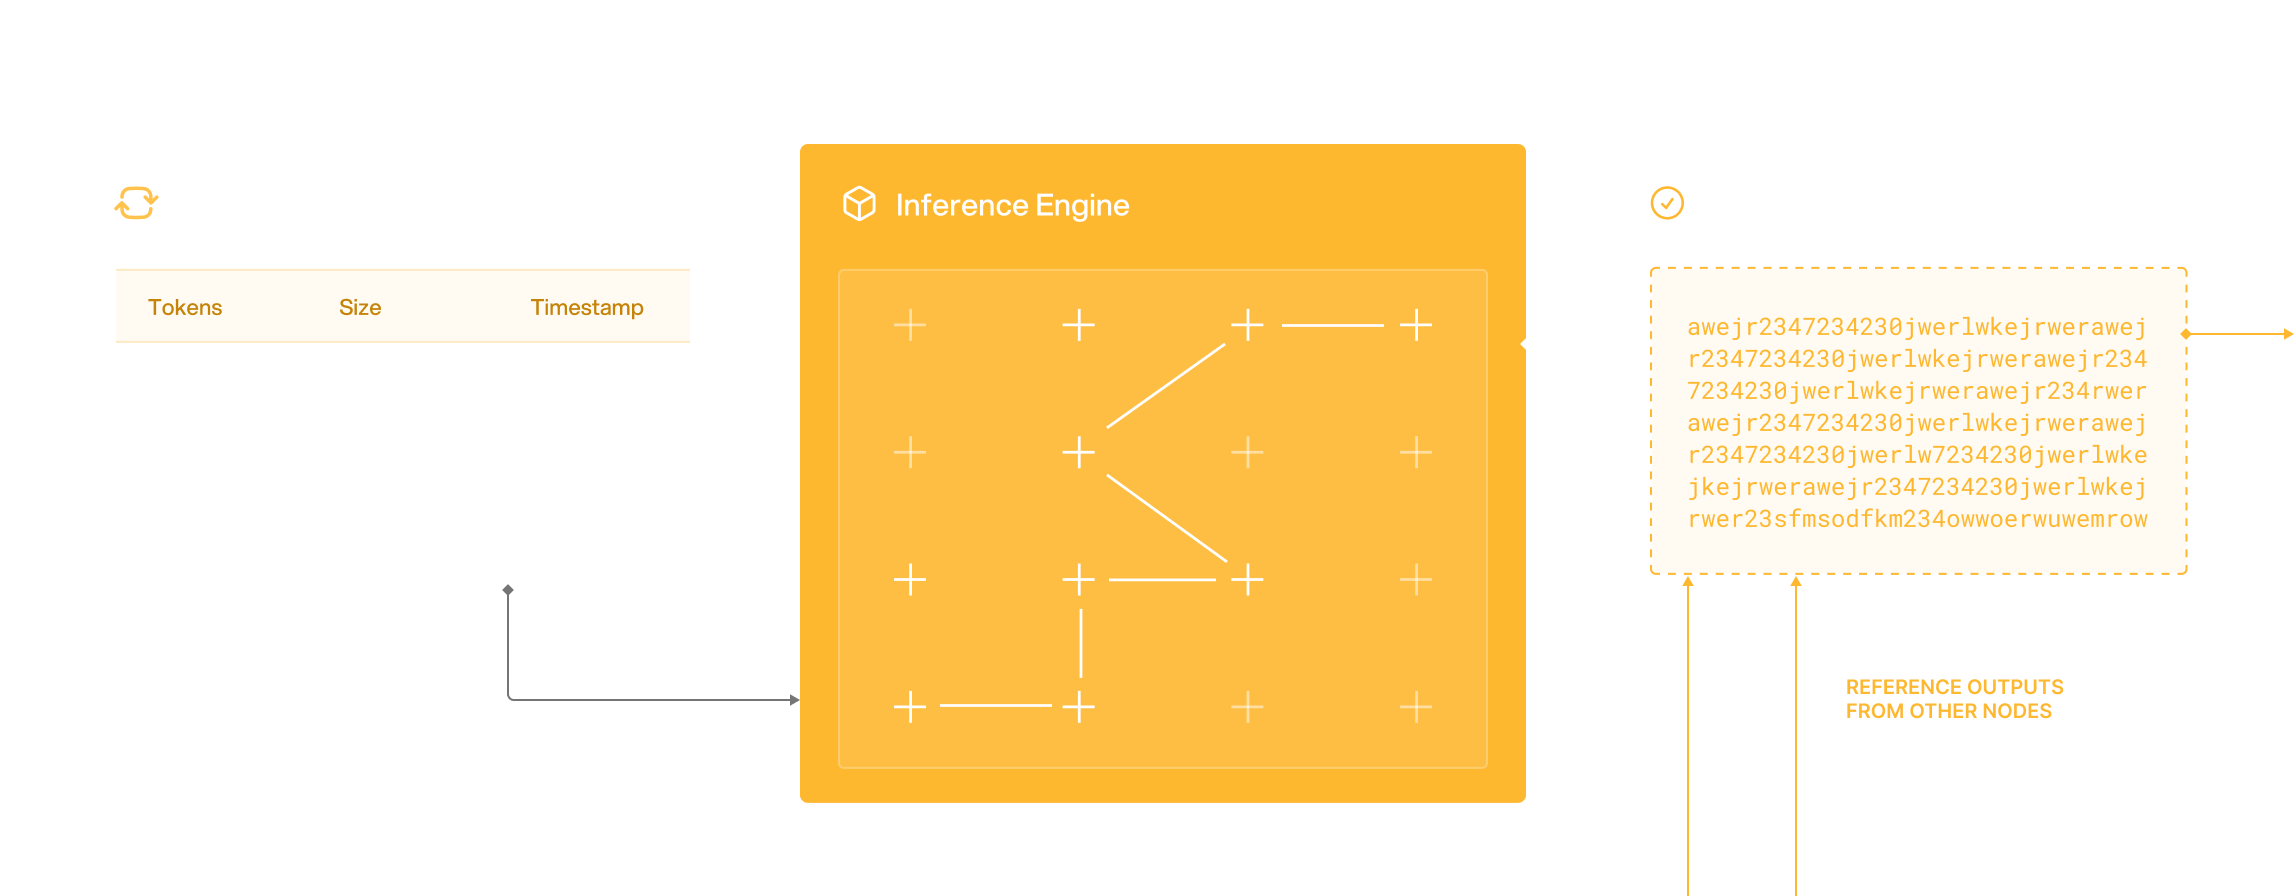 Inference Engine
Tokens Size Timestamp
awejr2347234230jwerlwkejrwerawej
r2347234230jwerlwkejrwerawejr234
7234230jwerlwkejrwerawejr234rwer
awejr2347234230jwerlwkejrwerawej
r2347234230jwerlw7234230jwerlwke
jkejrwerawejr2347234230jwerlwkej
rwer23sfmsodfkm234owwoerwuwemrow
REFERENCE OUTPUTS
FROM OTHER NODES